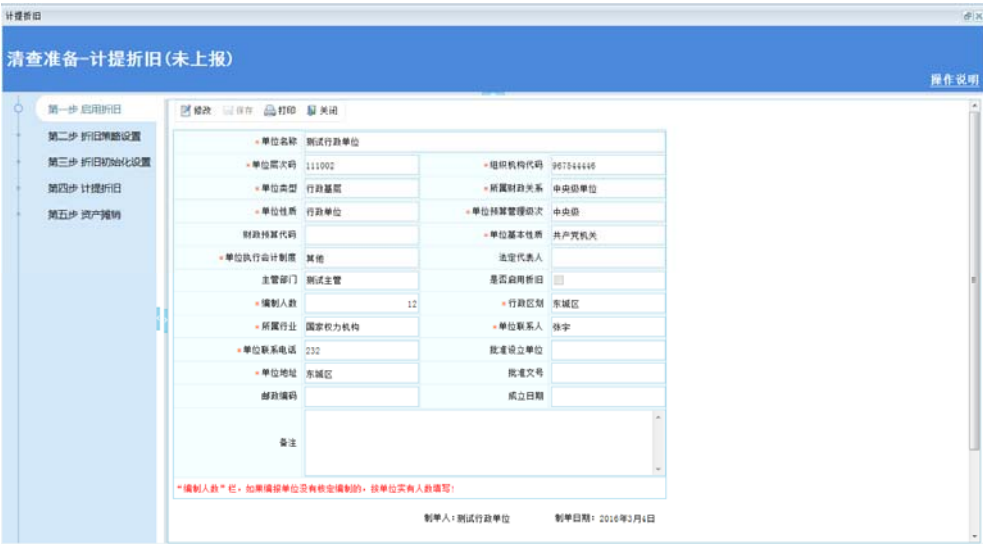 计提折旧
清查准备-计提折旧(未上报)
操作说明
第一步 启用折旧
第二步 折旧策略设置
第三步 折旧初始化设置
第四步 计提折旧
第五步 资产摊销
修改 保存 打印 关闭
*单位名称 测试行政单位
*单位层次码 111002 *组织机构代码 967544446
*单位类型 行政基层 *所属财政关系 中央级单位
*单位性质 行政单位 *单位预算管理级次 中央级
财政预算代码 *单位基本性质 共产党机关
*单位执行会计制度 其他 法定代表人
主管部门 测试主管 是否启用折旧
*编制人数 12 *行政区划 东城区
*所属行业 国家权力机构 *单位联系人 张宇
*单位联系电话 232 批准设立单位
*单位地址 东城区 批准文号
邮政编码 成立日期
备注
“编制人数”栏，如果填报单位没有核定编制的，按单位实有人数填写!
制单人：测试行政单位 制单日期：2016年3月4日